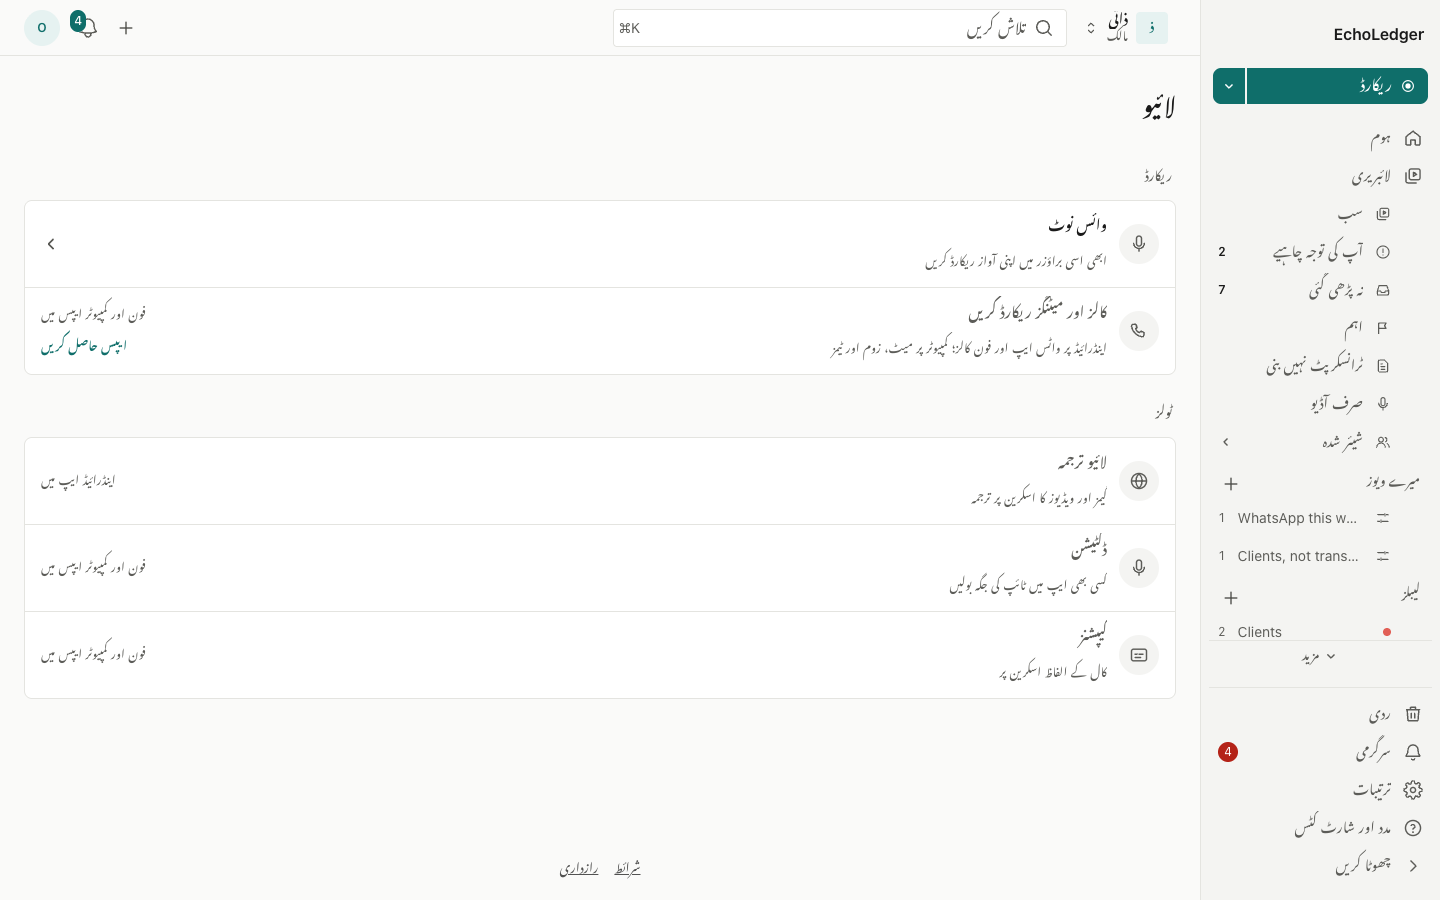 EchoLedger
ریکارڈ
ہوم
لائبریری
سب
آپ کی توجہ چاہیے 2
نہ پڑھی گئی 7
اہم
ٹرانسکرپٹ نہیں بنی
صرف آڈیو
شیئر شدہ
میرے ویوز
WhatsApp this w... 1
Clients, not trans... 1
لیبلز
Clients 2
مزید
ردی
سرگرمی 4
ترتیبات
مدد اور شارٹ کٹس
چھوٹا کریں
ذ
ذاتی
مالک
تلاش کریں ⌘K
4
O
لائیو
ریکارڈ
وائس نوٹ
ابھی اسی براؤزر میں اپنی آواز ریکارڈ کریں
کالز اور میٹنگز ریکارڈ کریں
اینڈرائیڈ پر واٹس ایپ اور فون کالز؛ کمپیوٹر پر میٹ، زوم اور ٹیمز
فون اور کمپیوٹر ایپس میں
ایپس حاصل کریں
ٹولز
لائیو ترجمہ
گیمز اور ویڈیوز کا اسکرین پر ترجمہ
اینڈرائیڈ ایپ میں
ڈکٹیشن
کسی بھی ایپ میں ٹائپ کی جگہ بولیں
فون اور کمپیوٹر ایپس میں
کیپشنز
کال کے الفاظ اسکرین پر
فون اور کمپیوٹر ایپس میں
شرائط
رازداری